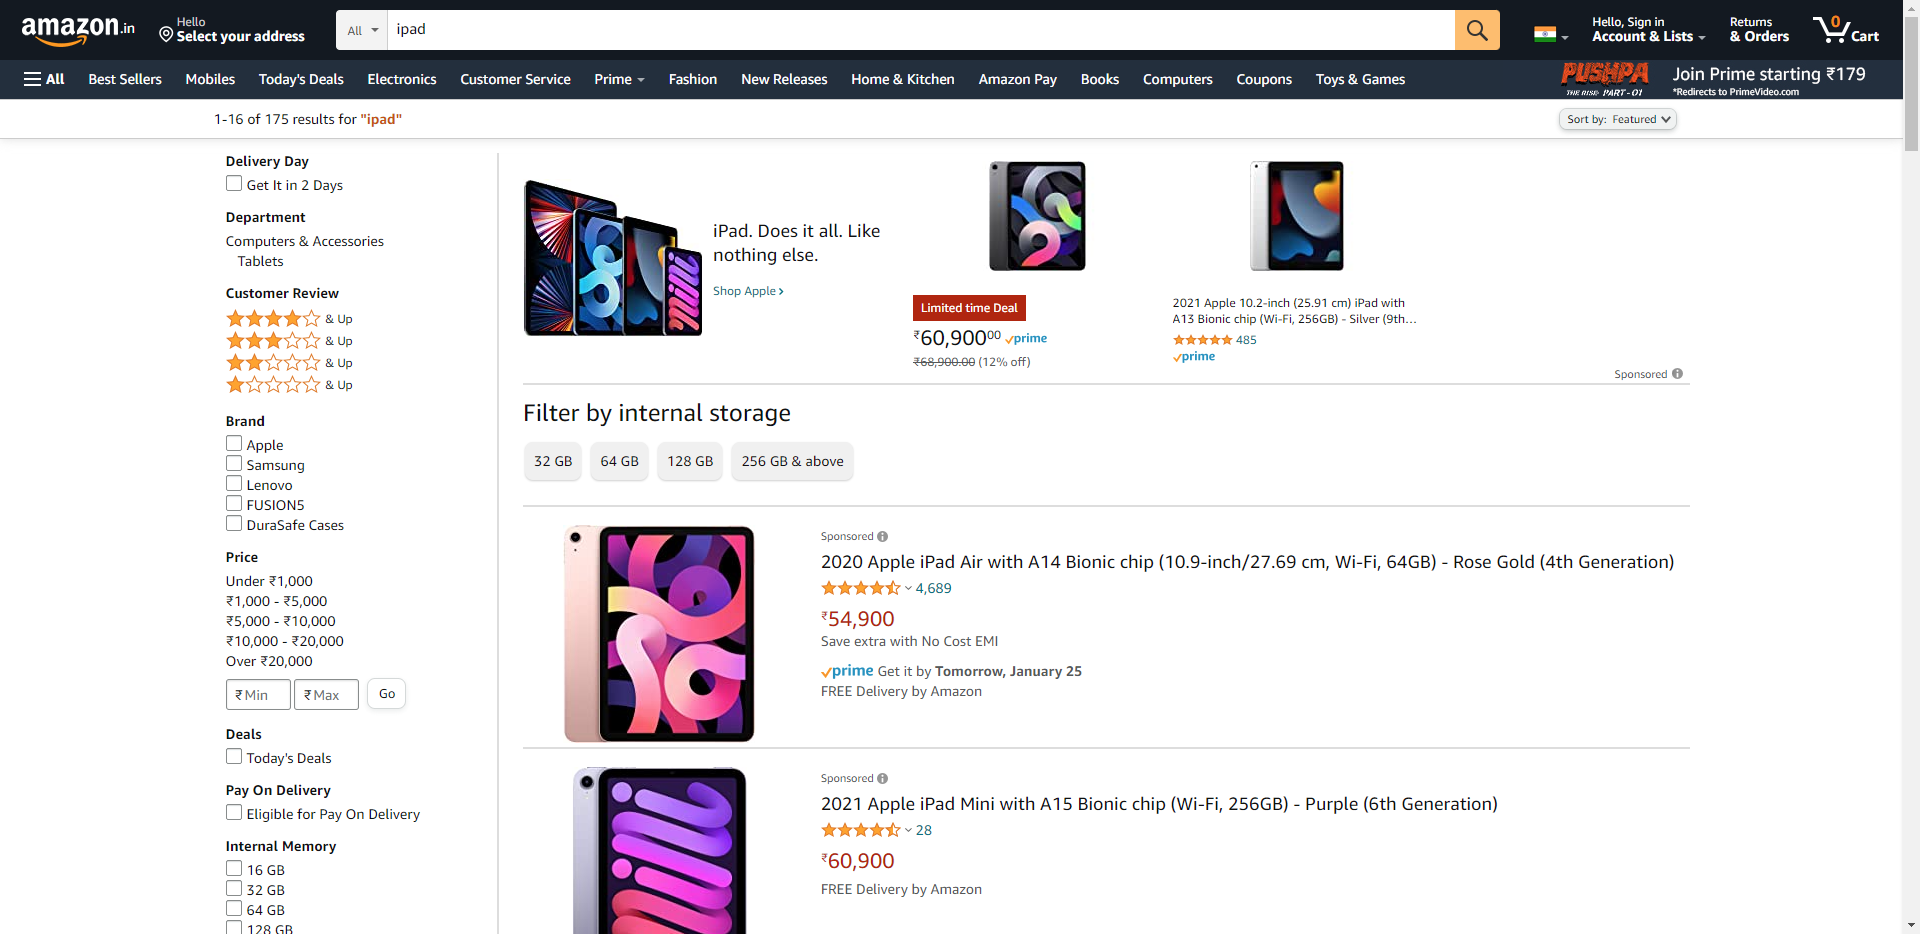 amazon.in
Hello
Select your address
All
ipad
Hello, Sign in
Account & Lists
Returns
& Orders
0
Cart
All
Best Sellers
Mobiles
Today's Deals
Electronics
Customer Service
Prime
Fashion
New Releases
Home & Kitchen
Amazon Pay
Books
Computers
Coupons
Toys & Games
PUSHPA
THE RISE PART-01
Join Prime starting ₹179
*Redirects to PrimeVideo.com
1-16 of 175 results for "ipad"
Sort by: Featured
Delivery Day
Get It in 2 Days
Department
Computers & Accessories
Tablets
Customer Review
& Up
& Up
& Up
& Up
Brand
Apple
Samsung
Lenovo
FUSION5
DuraSafe Cases
Price
Under ₹1,000
₹1,000 - ₹5,000
₹5,000 - ₹10,000
₹10,000 - ₹20,000
Over ₹20,000
₹ Min
₹ Max
Go
Deals
Today's Deals
Pay On Delivery
Eligible for Pay On Delivery
Internal Memory
16 GB
32 GB
64 GB
128 GB
iPad. Does it all. Like
nothing else.
Shop Apple ›
Limited time Deal
₹60,90000 prime
₹68,900.00 (12% off)
2021 Apple 10.2-inch (25.91 cm) iPad with
A13 Bionic chip (Wi-Fi, 256GB) - Silver (9th…
485
prime
Sponsored
Filter by internal storage
32 GB
64 GB
128 GB
256 GB & above
Sponsored
2020 Apple iPad Air with A14 Bionic chip (10.9-inch/27.69 cm, Wi-Fi, 64GB) - Rose Gold (4th Generation)
4,689
₹54,900
Save extra with No Cost EMI
prime Get it by Tomorrow, January 25
FREE Delivery by Amazon
Sponsored
2021 Apple iPad Mini with A15 Bionic chip (Wi-Fi, 256GB) - Purple (6th Generation)
28
₹60,900
FREE Delivery by Amazon